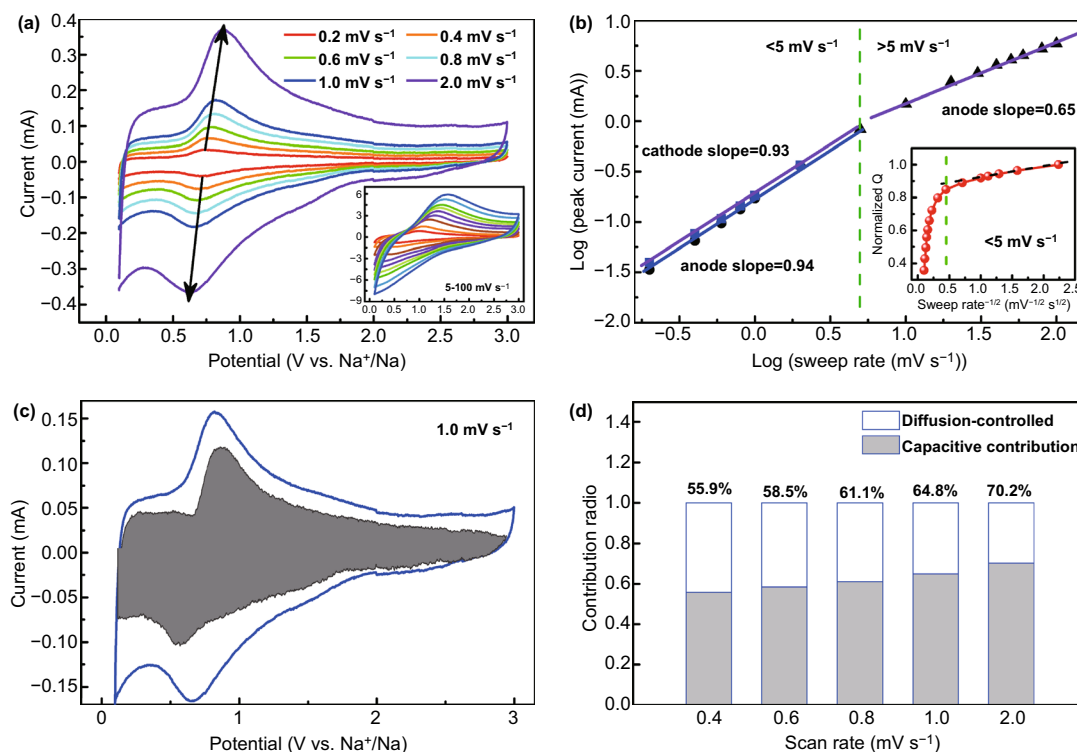 (a)
0.2 mV s⁻¹ 0.4 mV s⁻¹
0.6 mV s⁻¹ 0.8 mV s⁻¹
1.0 mV s⁻¹ 2.0 mV s⁻¹
Current (mA)
0.4
0.3
0.2
0.1
0.0
−0.1
−0.2
−0.3
−0.4
6
3
0
−3
−6
−9
5-100 mV s⁻¹
0.0 0.5 1.0 1.5 2.0 2.5 3.0
0.0 0.5 1.0 1.5 2.0 2.5 3.0
Potential (V vs. Na⁺/Na)
(b)
<5 mV s⁻¹ >5 mV s⁻¹
anode slope=0.65
cathode slope=0.93
anode slope=0.94
Log (peak current (mA))
1.0
0.5
0.0
−0.5
−1.0
−1.5
−2.0
Normalized Q
1.0
0.8
0.6
0.4
<5 mV s⁻¹
0.0 0.5 1.0 1.5 2.0 2.5
Sweep rate⁻¹/² (mV⁻¹/² s¹/²)
−0.5 0.0 0.5 1.0 1.5 2.0
Log (sweep rate (mV s⁻¹))
(c)
1.0 mV s⁻¹
Current (mA)
0.15
0.10
0.05
0.00
−0.05
−0.10
−0.15
0 1 2 3
Potential (V vs. Na⁺/Na)
(d)
Diffusion-controlled
Capacitive contribution
55.9% 58.5% 61.1% 64.8% 70.2%
Contribution radio
1.4
1.2
1.0
0.8
0.6
0.4
0.2
0.0
0.4 0.6 0.8 1.0 2.0
Scan rate (mV s⁻¹)